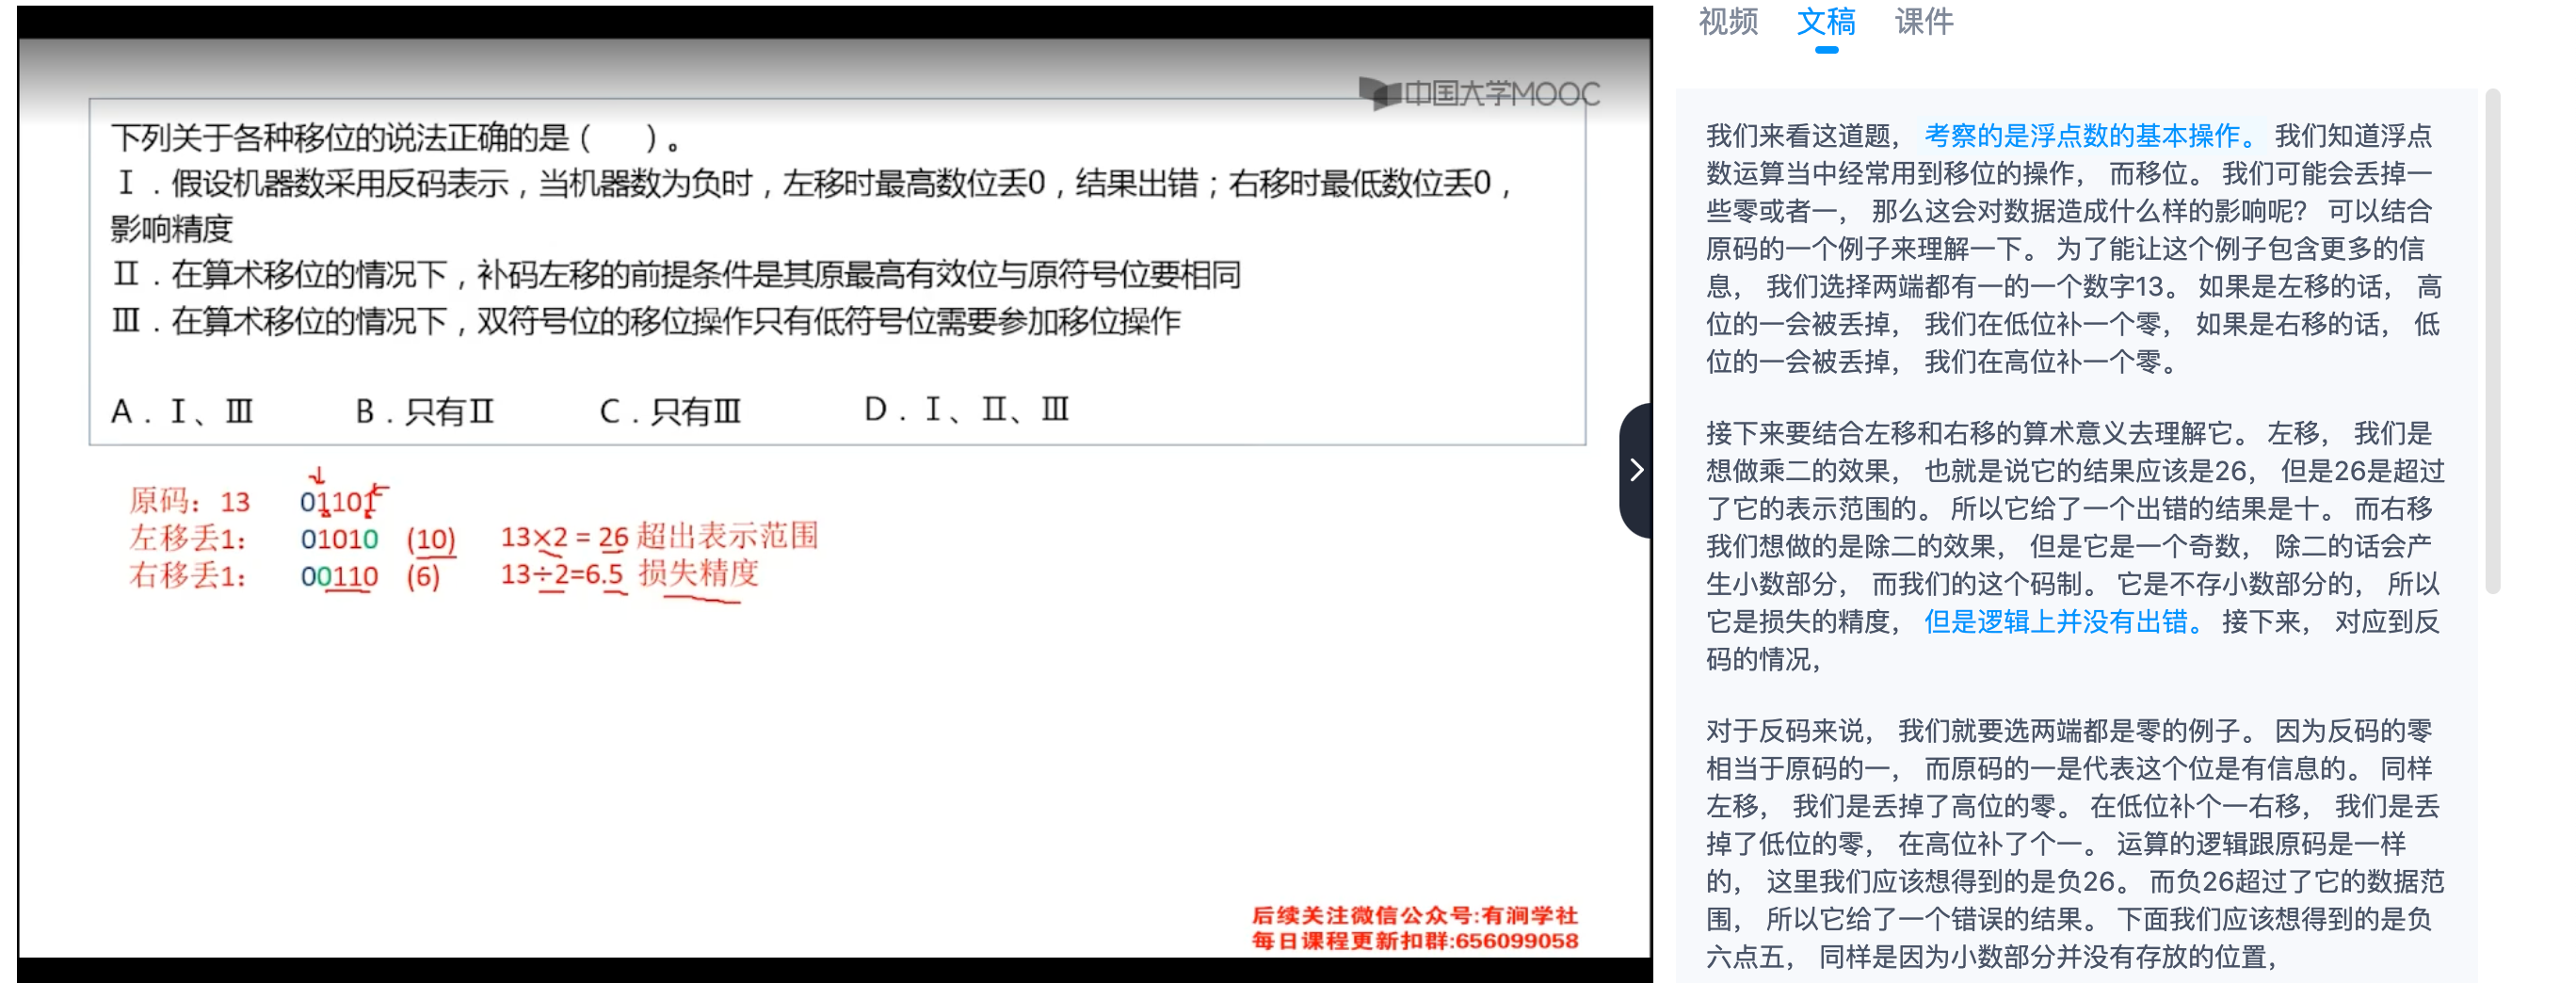 中国大学MOOC
下列关于各种移位的说法正确的是（　　）。
Ⅰ．假设机器数采用反码表示，当机器数为负时，左移时最高数位丢0，结果出错；右移时最低数位丢0，
影响精度
Ⅱ．在算术移位的情况下，补码左移的前提条件是其原最高有效位与原符号位要相同
Ⅲ．在算术移位的情况下，双符号位的移位操作只有低符号位需要参加移位操作
A．Ⅰ、Ⅲ　B．只有Ⅱ　C．只有Ⅲ　D．Ⅰ、Ⅱ、Ⅲ
原码：13　01101
左移丢1：　01010　(10)　13×2 = 26 超出表示范围
右移丢1：　00110　(6)　13÷2=6.5 损失精度
后续关注微信公众号:有涧学社
每日课程更新扣群:656099058
视频　文稿　课件
我们来看这道题， 考察的是浮点数的基本操作。 我们知道浮点
数运算当中经常用到移位的操作， 而移位。 我们可能会丢掉一
些零或者一， 那么这会对数据造成什么样的影响呢？ 可以结合
原码的一个例子来理解一下。 为了能让这个例子包含更多的信
息， 我们选择两端都有一的一个数字13。 如果是左移的话， 高
位的一会被丢掉， 我们在低位补一个零， 如果是右移的话， 低
位的一会被丢掉， 我们在高位补一个零。
接下来要结合左移和右移的算术意义去理解它。 左移， 我们是
想做乘二的效果， 也就是说它的结果应该是26， 但是26是超过
了它的表示范围的。 所以它给了一个出错的结果是十。 而右移
我们想做的是除二的效果， 但是它是一个奇数， 除二的话会产
生小数部分， 而我们的这个码制。 它是不存小数部分的， 所以
它是损失的精度， 但是逻辑上并没有出错。 接下来， 对应到反
码的情况，
对于反码来说， 我们就要选两端都是零的例子。 因为反码的零
相当于原码的一， 而原码的一是代表这个位是有信息的。 同样
左移， 我们是丢掉了高位的零。 在低位补个一右移， 我们是丢
掉了低位的零， 在高位补了个一。 运算的逻辑跟原码是一样
的， 这里我们应该想得到的是负26。 而负26超过了它的数据范
围， 所以它给了一个错误的结果。 下面我们应该想得到的是负
六点五， 同样是因为小数部分并没有存放的位置，